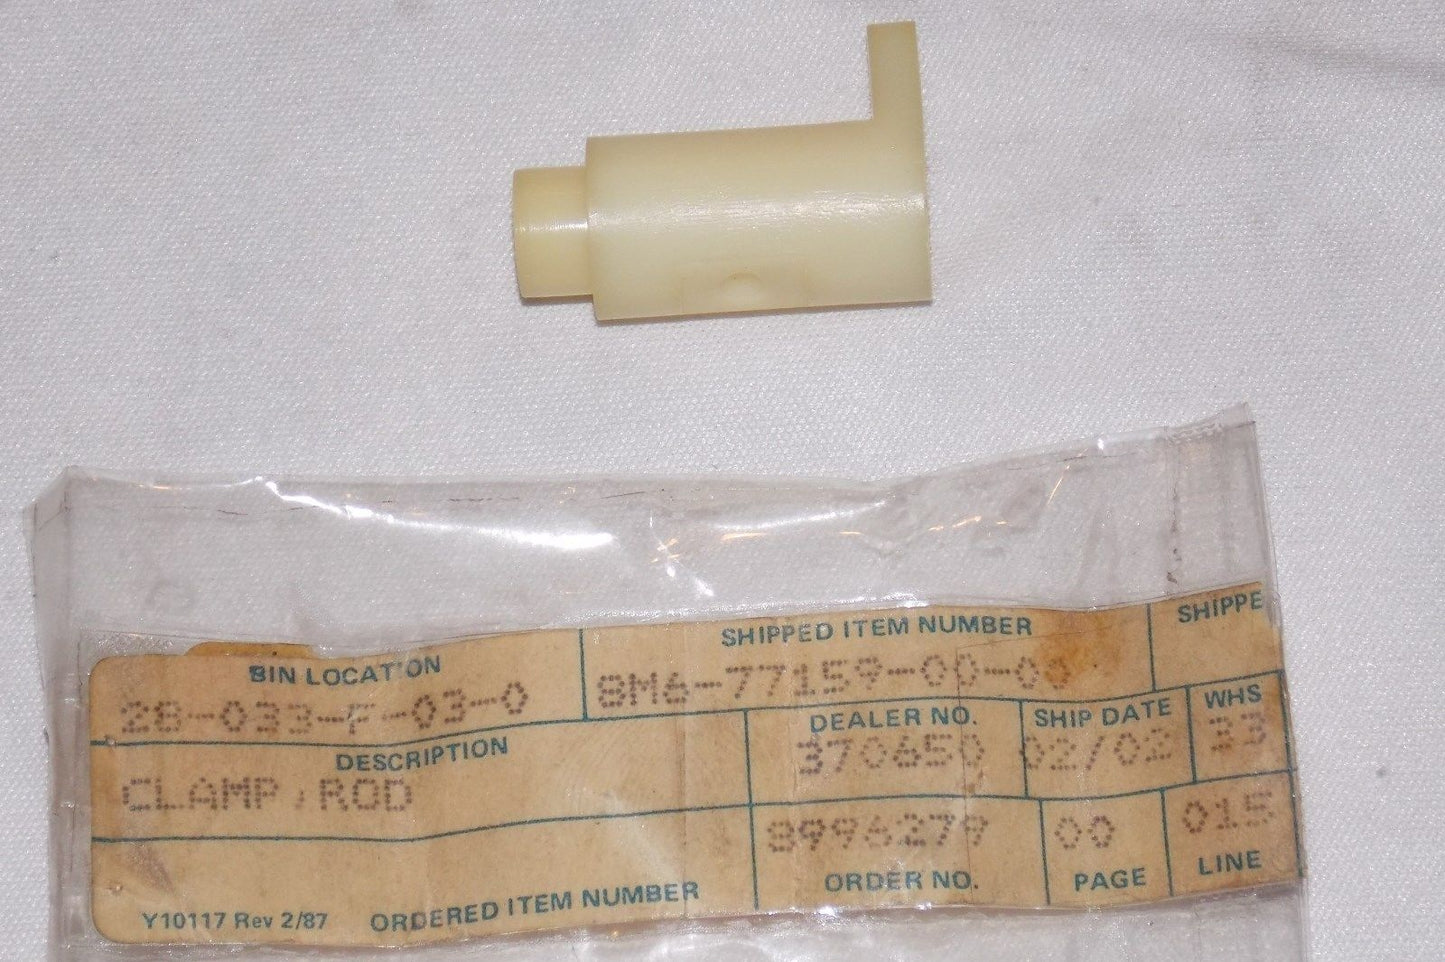 BIN LOCATION
28-033-F-03-0
SHIPPED ITEM NUMBER
8M6-77159-00-00
SHIPPE
DESCRIPTION
CLAMP, ROD
DEALER NO.
370650
SHIP DATE
02/02
WHS
33
8996279
ORDER NO.
00
PAGE
015
LINE
Y10117 Rev 2/87
ORDERED ITEM NUMBER